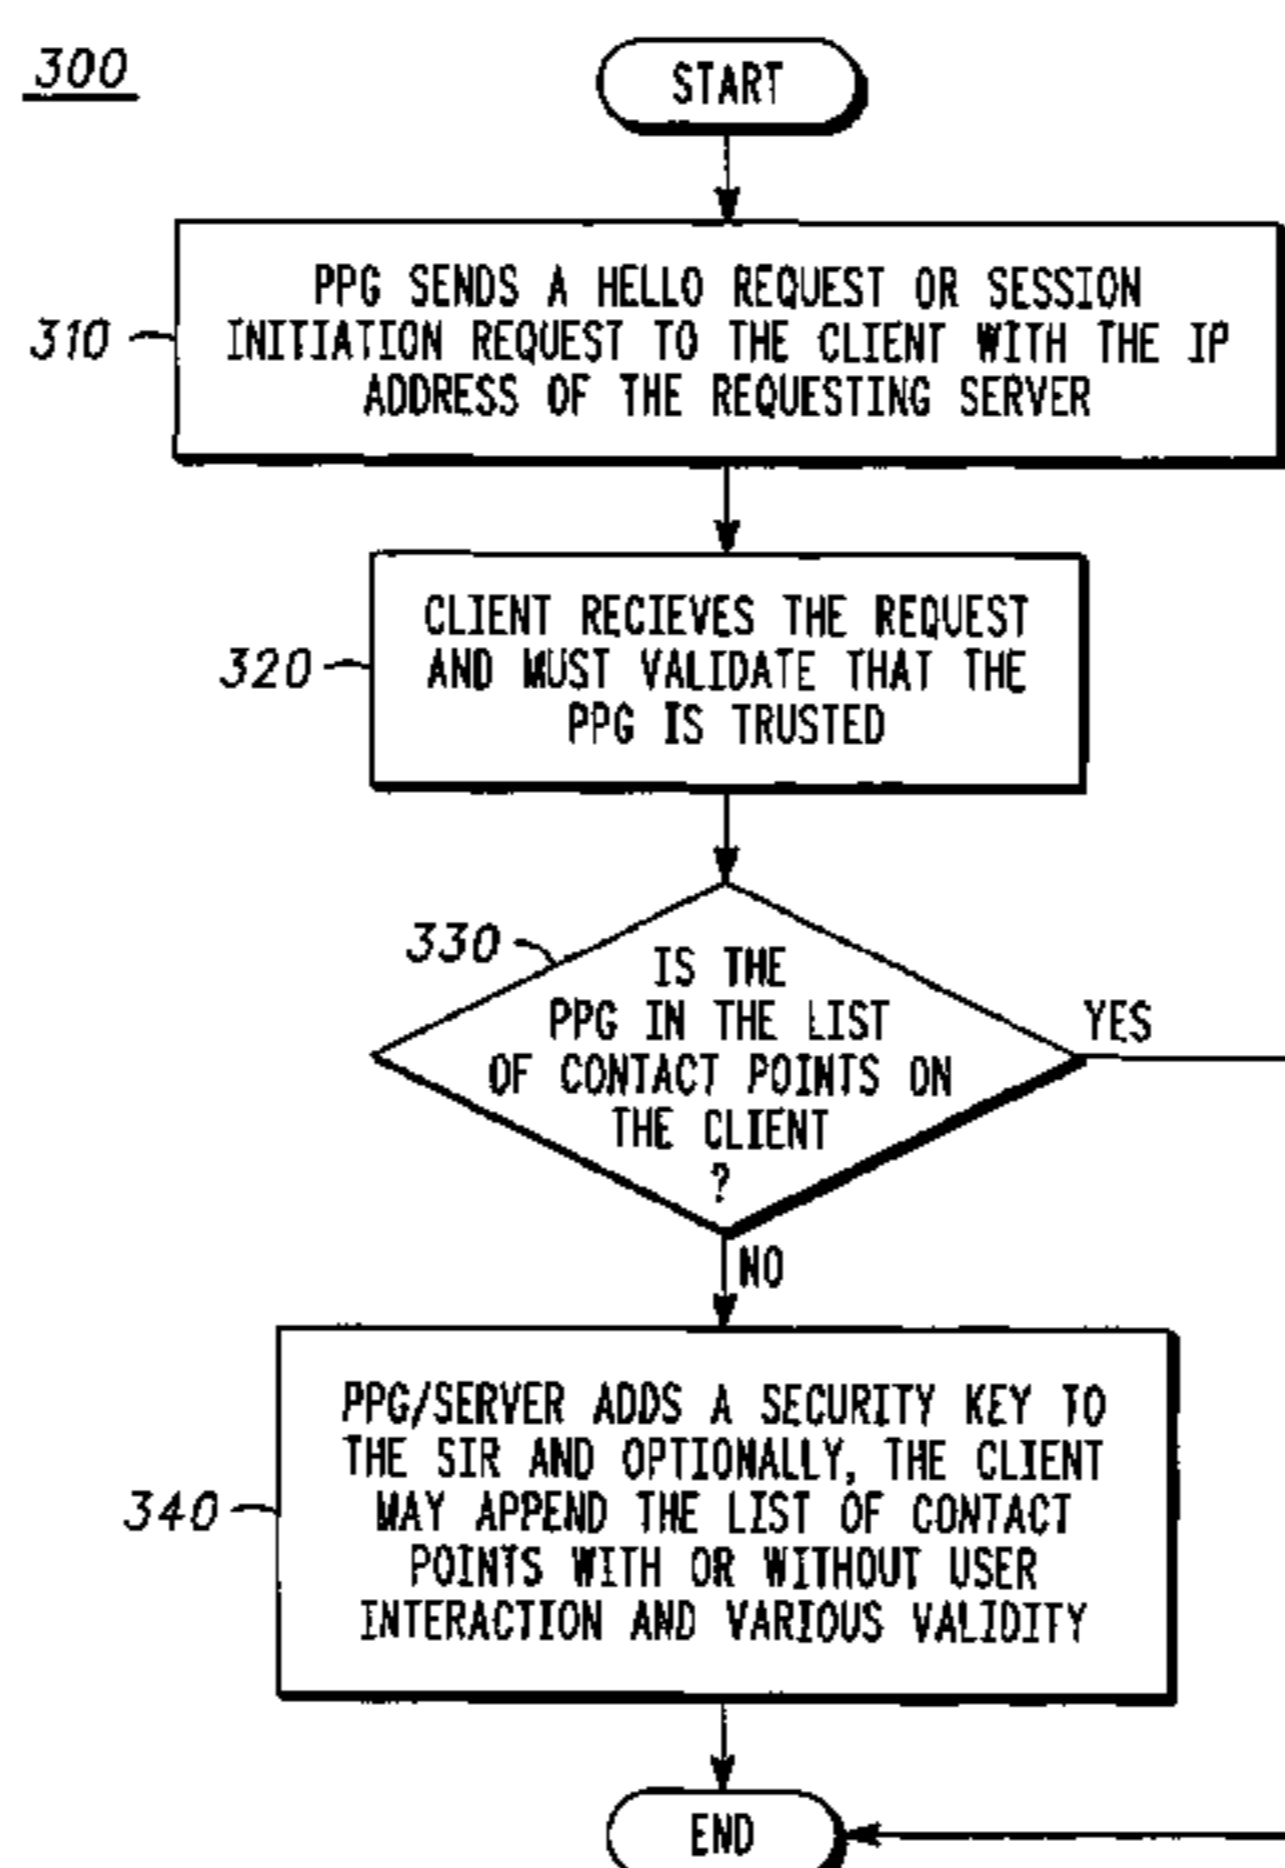 300
START
310
PPG SENDS A HELLO REQUEST OR SESSION
INITIATION REQUEST TO THE CLIENT WITH THE IP
ADDRESS OF THE REQUESTING SERVER
320
CLIENT RECIEVES THE REQUEST
AND MUST VALIDATE THAT THE
PPG IS TRUSTED
330
IS THE
PPG IN THE LIST
OF CONTACT POINTS ON
THE CLIENT
?
YES
NO
340
PPG/SERVER ADDS A SECURITY KEY TO
THE SIR AND OPTIONALLY, THE CLIENT
MAY APPEND THE LIST OF CONTACT
POINTS WITH OR WITHOUT USER
INTERACTION AND VARIOUS VALIDITY
END